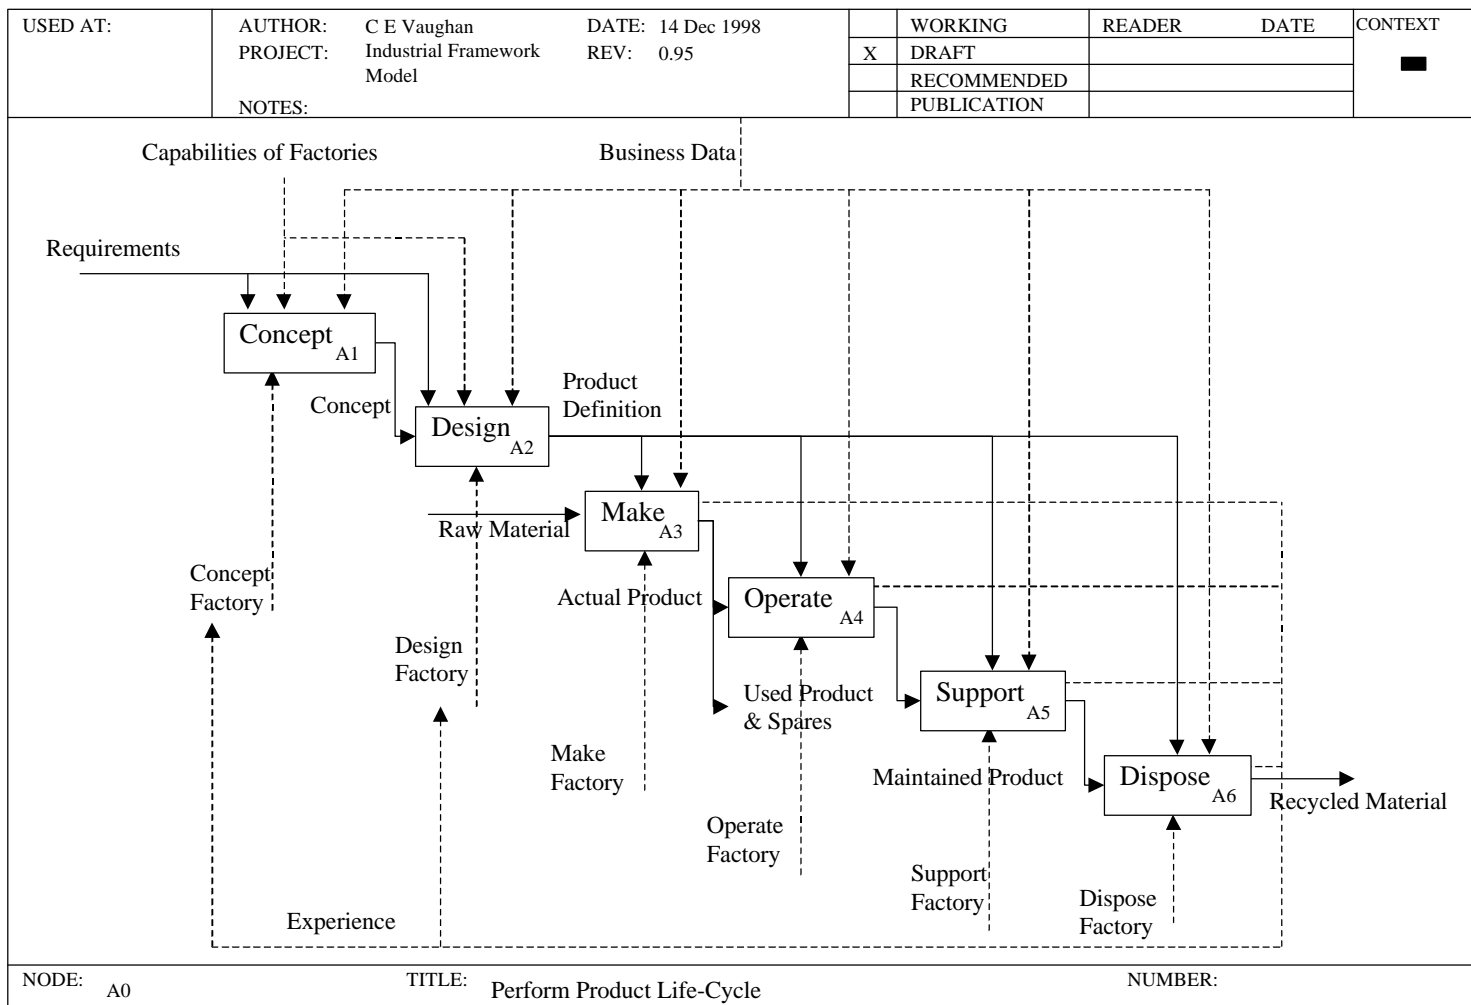 USED AT:
AUTHOR: C E Vaughan
DATE: 14 Dec 1998
PROJECT: Industrial Framework
Model
REV: 0.95
NOTES:
WORKING
X DRAFT
RECOMMENDED
PUBLICATION
READER DATE
CONTEXT
Capabilities of Factories
Business Data
Requirements
Concept
A1
Concept
Product
Definition
Design
A2
Raw Material
Make
A3
Concept
Factory
Actual Product
Operate
A4
Design
Factory
Used Product
& Spares
Support
A5
Make
Factory
Maintained Product
Dispose
A6
Recycled Material
Operate
Factory
Support
Factory
Dispose
Factory
Experience
NODE: A0
TITLE: Perform Product Life-Cycle
NUMBER: